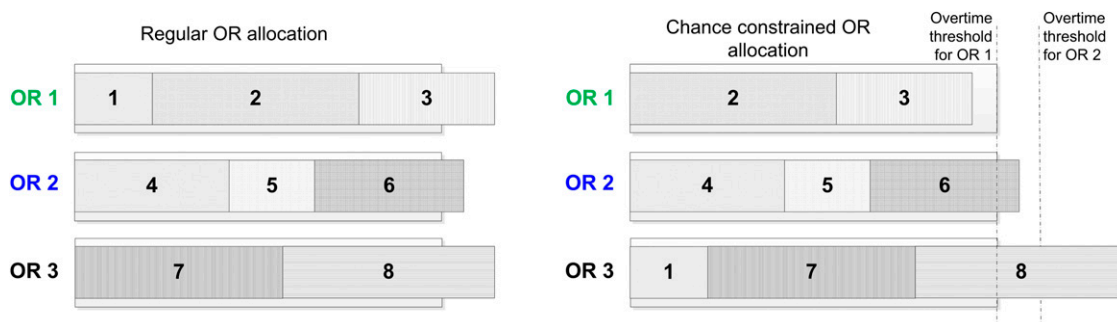 Regular OR allocation
OR 1
1 2 3
OR 2
4 5 6
OR 3
7 8
Chance constrained OR
allocation
Overtime
threshold
for OR 1
Overtime
threshold
for OR 2
OR 1
2 3
OR 2
4 5 6
OR 3
1 7 8